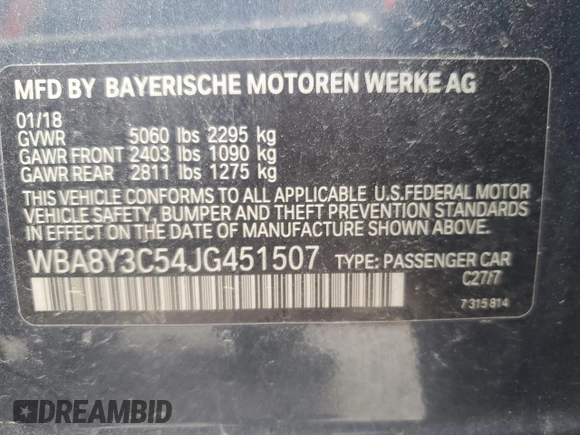 MFD BY BAYERISCHE MOTOREN WERKE AG
01/18
GVWR 5060 lbs 2295 kg
GAWR FRONT 2403 lbs 1090 kg
GAWR REAR 2811 lbs 1275 kg
THIS VEHICLE CONFORMS TO ALL APPLICABLE U.S.FEDERAL MOTOR
VEHICLE SAFETY, BUMPER AND THEFT PREVENTION STANDARDS
IN EFFECT ON THE DATE OF MANUFACTURE SHOWN ABOVE.
WBA8Y3C54JG451507 TYPE: PASSENGER CAR
C27/7
7 315 814
DREAMBID